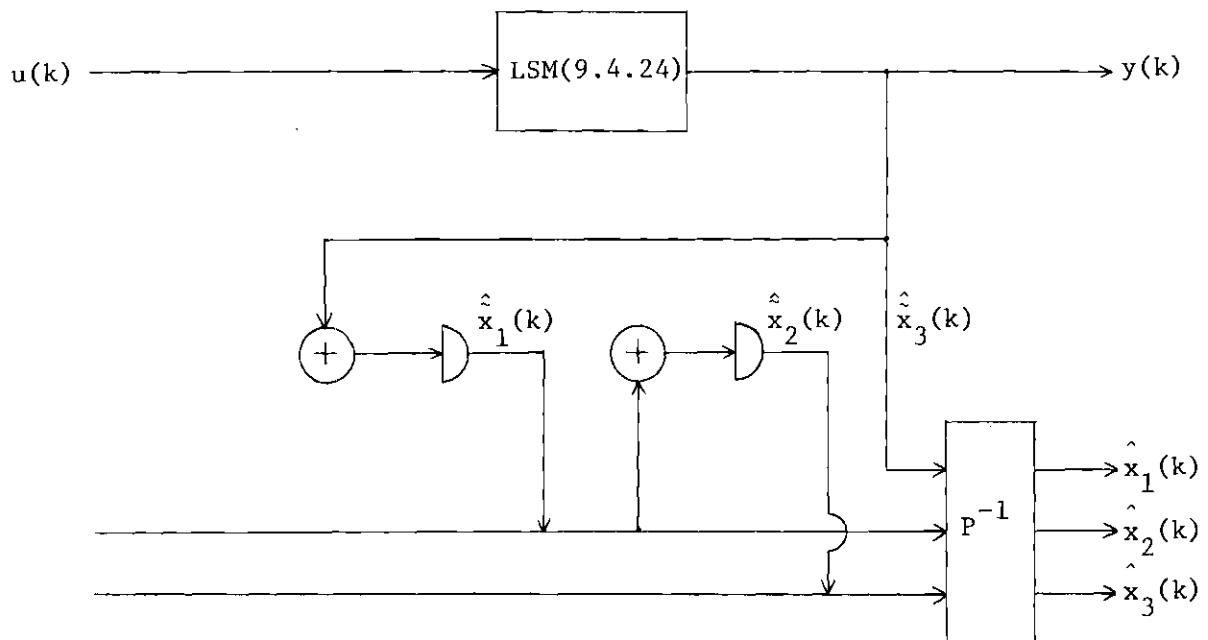 u(k)
LSM(9.4.24)
y(k)
+
x̂̃₁(k)
+
x̂̃₂(k)
x̂̃₃(k)
P⁻¹
x̂₁(k)
x̂₂(k)
x̂₃(k)